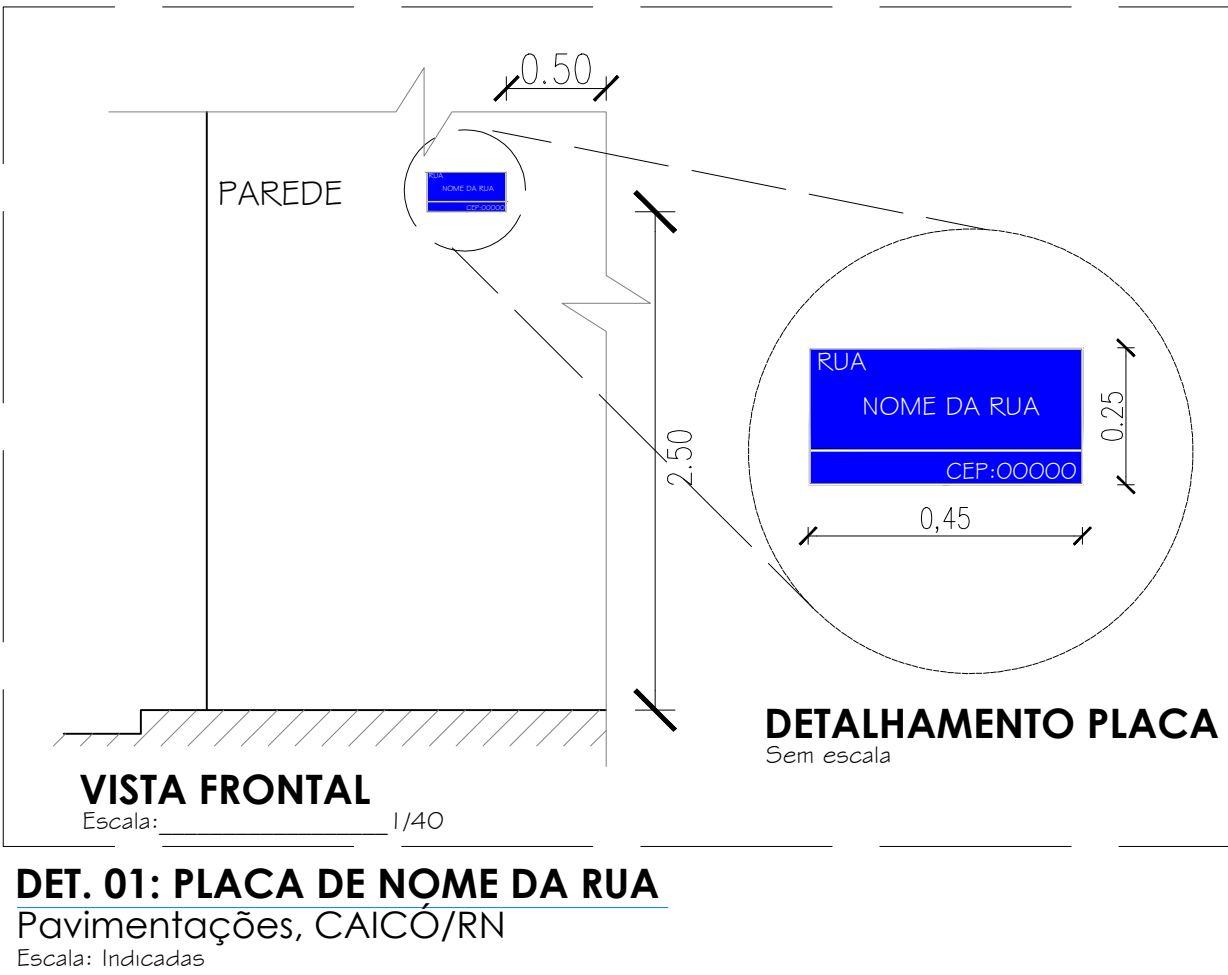 0.50
PAREDE
RUA
NOME DA RUA
CEP:00000
2.50
RUA
NOME DA RUA
CEP:00000
0.25
0,45
DETALHAMENTO PLACA
Sem escala
VISTA FRONTAL
Escala:___________________1/40
DET. 01: PLACA DE NOME DA RUA
Pavimentações, CAICÓ/RN
Escala: Indicadas